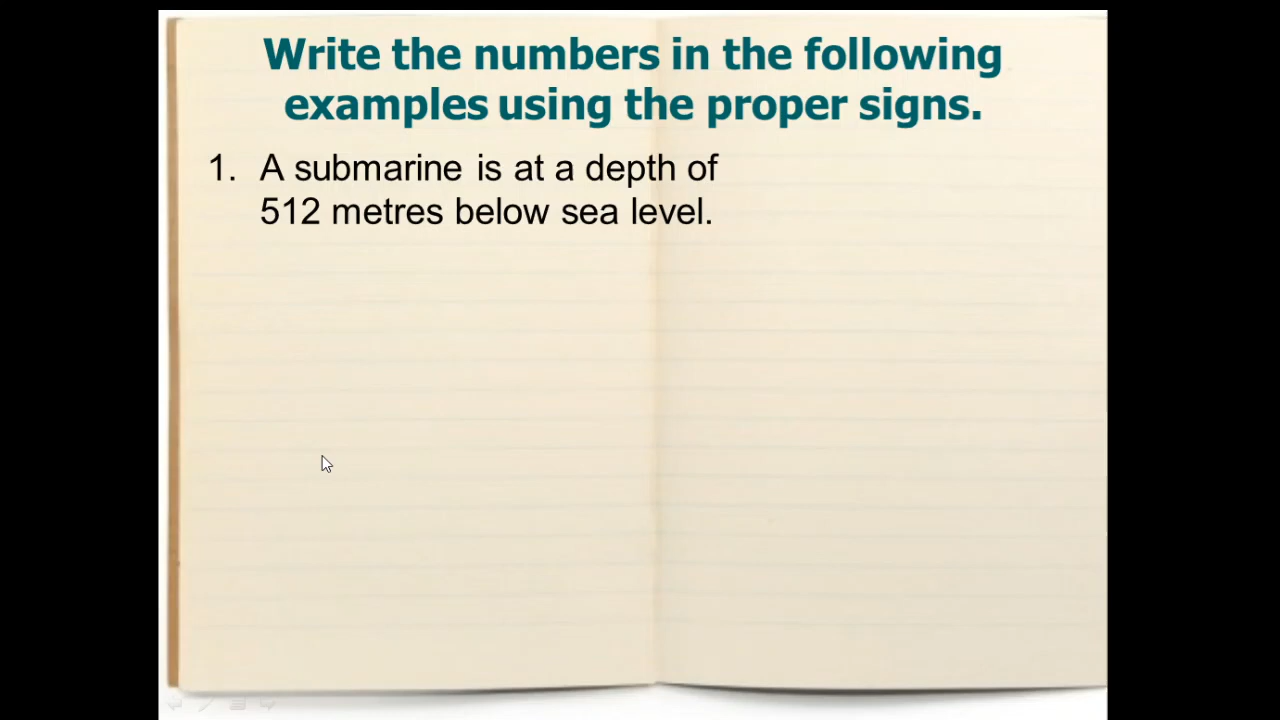 Write the numbers in the following
examples using the proper signs.
1. A submarine is at a depth of
512 metres below sea level.